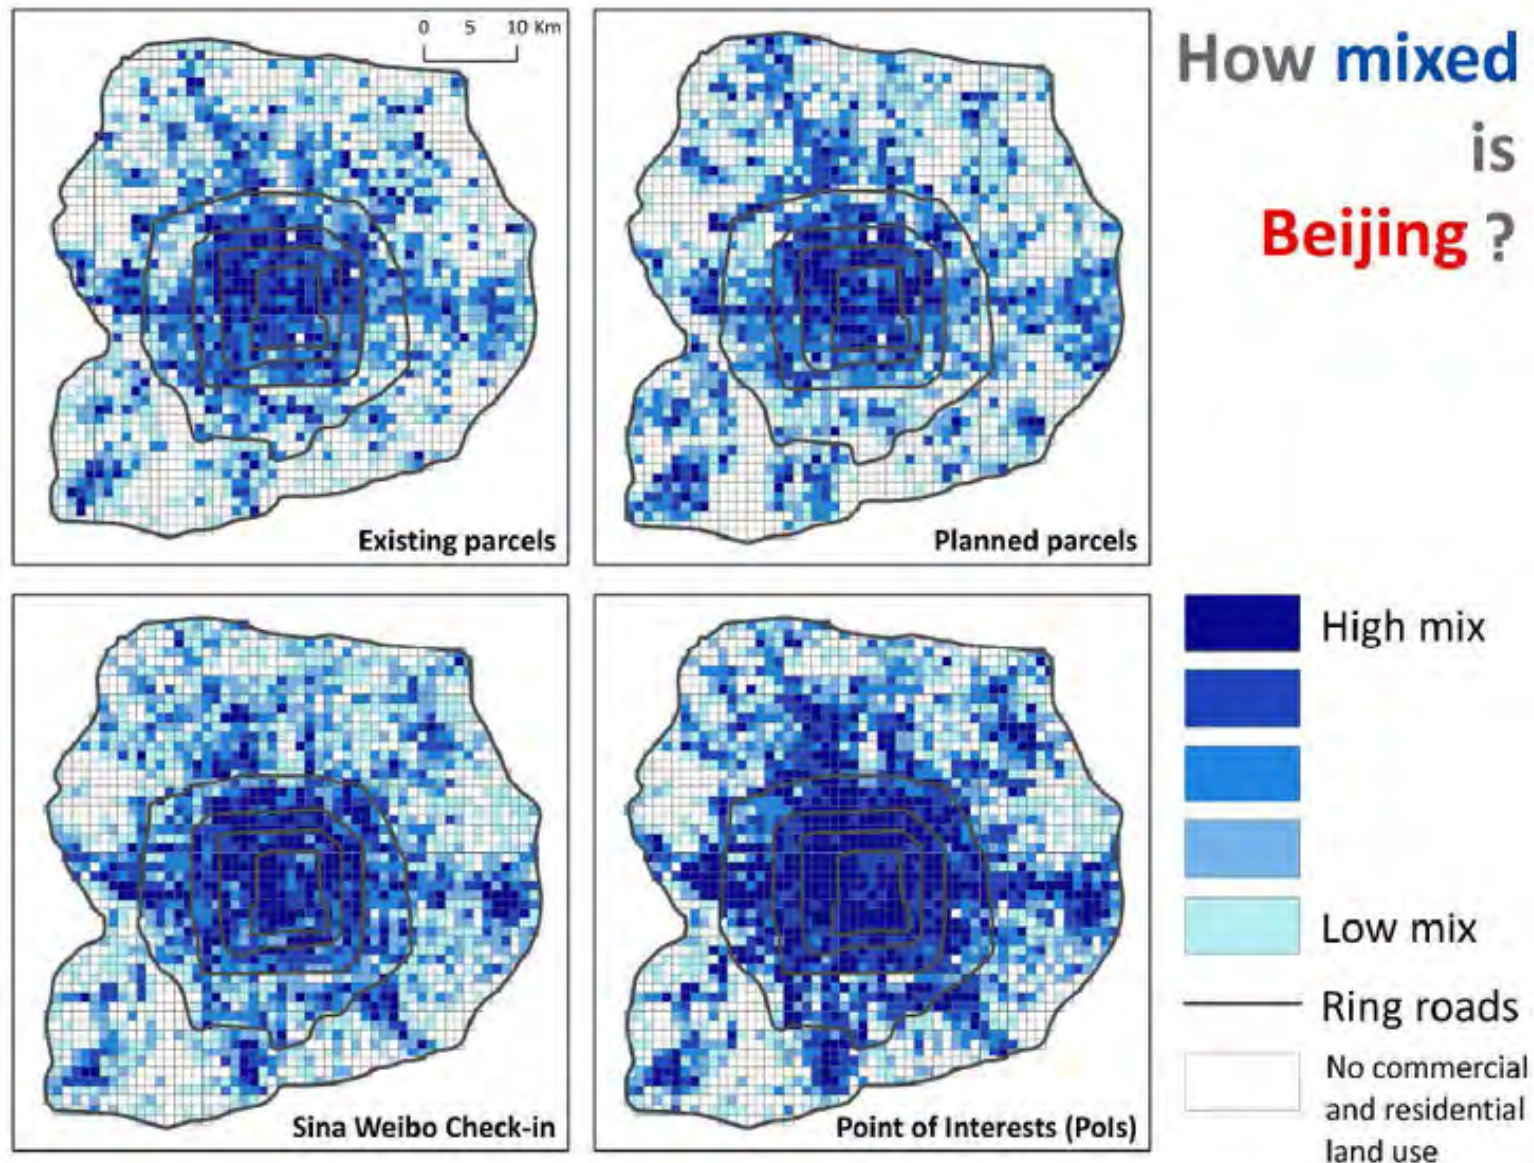 0 5 10 Km
How mixed
is
Beijing ?
Existing parcels
Planned parcels
Sina Weibo Check-in
Point of Interests (PoIs)
High mix
Low mix
Ring roads
No commercial
and residential
land use